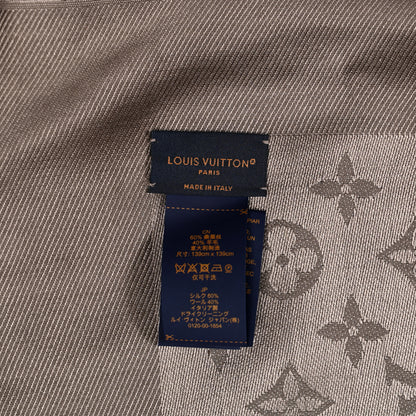 LOUIS VUITTON
PARIS
MADE IN ITALY
CN
60% 桑蚕丝
40% 羊毛
意大利制造
尺寸: 139cm x 139cm
仅可干洗
JP
シルク 60%
ウール 40%
イタリア製
ドライクリーニング
ルイ ヴィトン ジャパン(株)
0120-00-1854